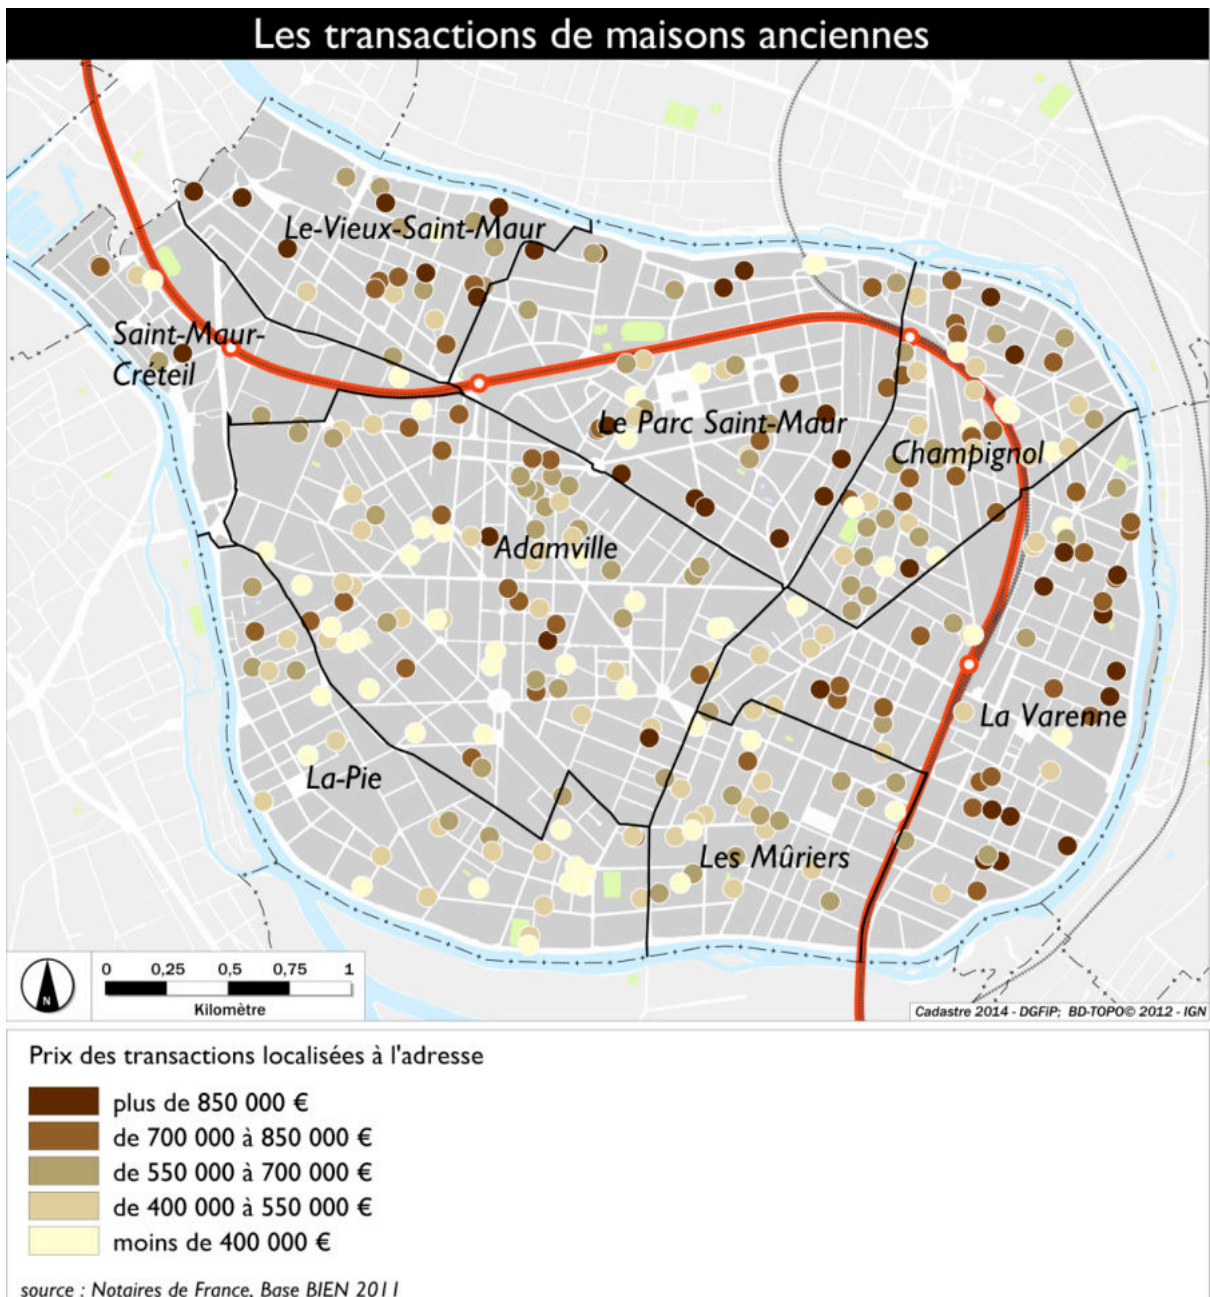 Les transactions de maisons anciennes
Le-Vieux-Saint-Maur
Saint-Maur-
Créteil
Le Parc Saint-Maur
Champignol
Adamville
La Varenne
La-Pie
Les Mûriers
N
0 0,25 0,5 0,75 1
Kilomètre
Cadastre 2014 - DGFiP; BD-TOPO© 2012 - IGN
Prix des transactions localisées à l'adresse
plus de 850 000 €
de 700 000 à 850 000 €
de 550 000 à 700 000 €
de 400 000 à 550 000 €
moins de 400 000 €
source : Notaires de France, Base BIEN 2011